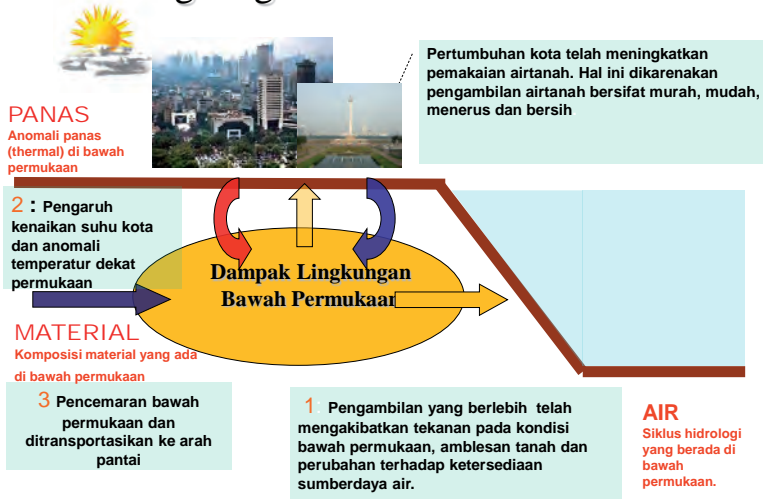 Pertumbuhan kota telah meningkatkan
pemakaian airtanah. Hal ini dikarenakan
pengambilan airtanah bersifat murah, mudah,
menerus dan bersih
PANAS
Anomali panas
(thermal) di bawah
permukaan
2 : Pengaruh
kenaikan suhu kota
dan anomali
temperatur dekat
permukaan
Dampak Lingkungan
Bawah Permukaan
MATERIAL
Komposisi material yang ada
di bawah permukaan
3 Pencemaran bawah
permukaan dan
ditransportasikan ke arah
pantai
1: Pengambilan yang berlebih telah
mengakibatkan tekanan pada kondisi
bawah permukaan, amblesan tanah dan
perubahan terhadap ketersediaan
sumberdaya air.
AIR
Siklus hidrologi
yang berada di
bawah
permukaan.